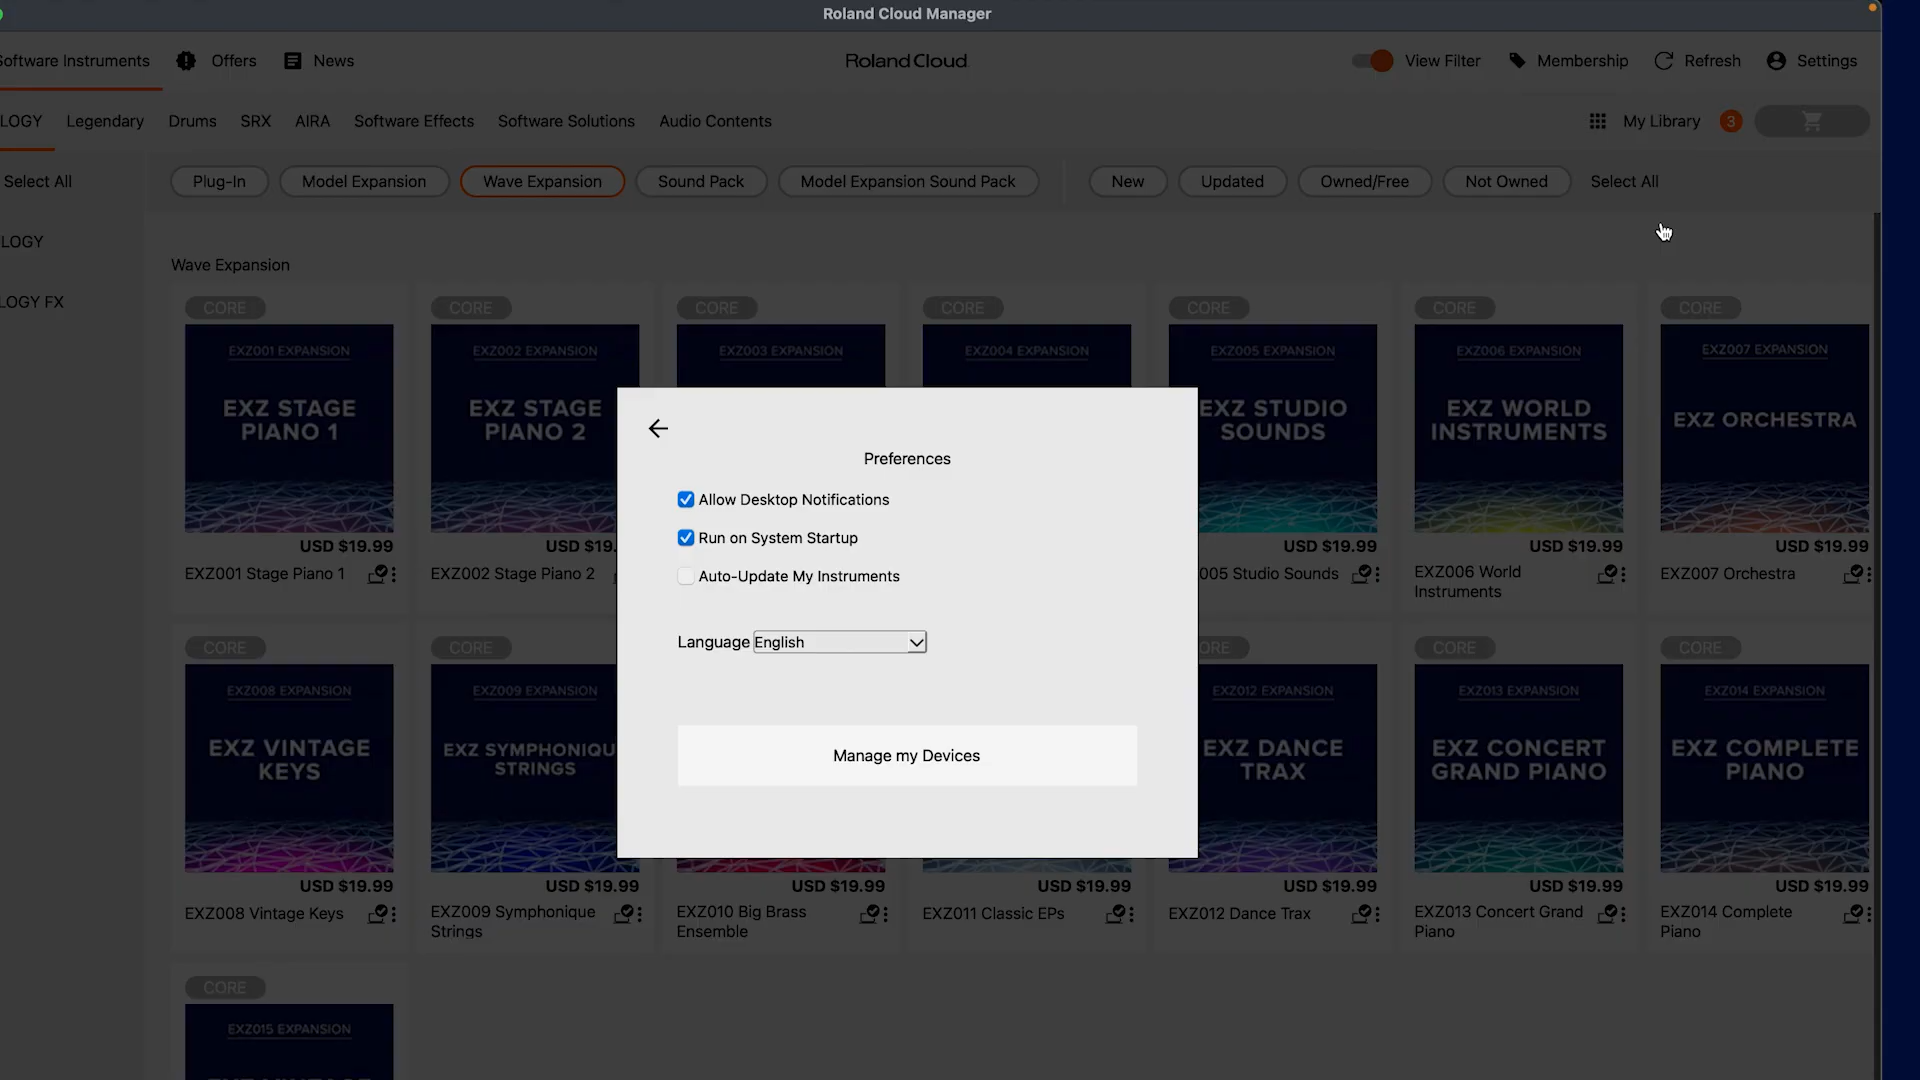 Roland Cloud Manager
Software Instruments Offers News Roland Cloud View Filter Membership Refresh Settings
LOGY Legendary Drums SRX AIRA Software Effects Software Solutions Audio Contents My Library 3
Select All Plug-In Model Expansion Wave Expansion Sound Pack Model Expansion Sound Pack New Updated Owned/Free Not Owned Select All
LOGY
LOGY FX
Wave Expansion
CORE CORE CORE CORE CORE CORE CORE
EXZ001 EXPANSION EXZ002 EXPANSION EXZ003 EXPANSION EXZ004 EXPANSION EXZ005 EXPANSION EXZ006 EXPANSION EXZ007 EXPANSION
EXZ STAGE
PIANO 1
EXZ STAGE
PIANO 2
EXZ STUDIO
SOUNDS
EXZ WORLD
INSTRUMENTS
EXZ ORCHESTRA
Preferences
Allow Desktop Notifications
Run on System Startup
Auto-Update My Instruments
Language English
Manage my Devices
USD $19.99 USD $19. USD $19.99 USD $19.99 USD $19.99
EXZ001 Stage Piano 1 EXZ002 Stage Piano 2 005 Studio Sounds EXZ006 World
Instruments
EXZ007 Orchestra
CORE CORE ORE CORE CORE
EXZ008 EXPANSION EXZ009 EXPANSION EXZ012 EXPANSION EXZ013 EXPANSION EXZ014 EXPANSION
EXZ VINTAGE
KEYS
EXZ SYMPHONIQU
STRINGS
EXZ DANCE
TRAX
EXZ CONCERT
GRAND PIANO
EXZ COMPLETE
PIANO
USD $19.99 USD $19.99 USD $19.99 USD $19.99 USD $19.99 USD $19.99 USD $19.99
EXZ008 Vintage Keys
EXZ009 Symphonique
Strings
EXZ010 Big Brass
Ensemble
EXZ011 Classic EPs
EXZ012 Dance Trax
EXZ013 Concert Grand
Piano
EXZ014 Complete
Piano
CORE
EXZ015 EXPANSION